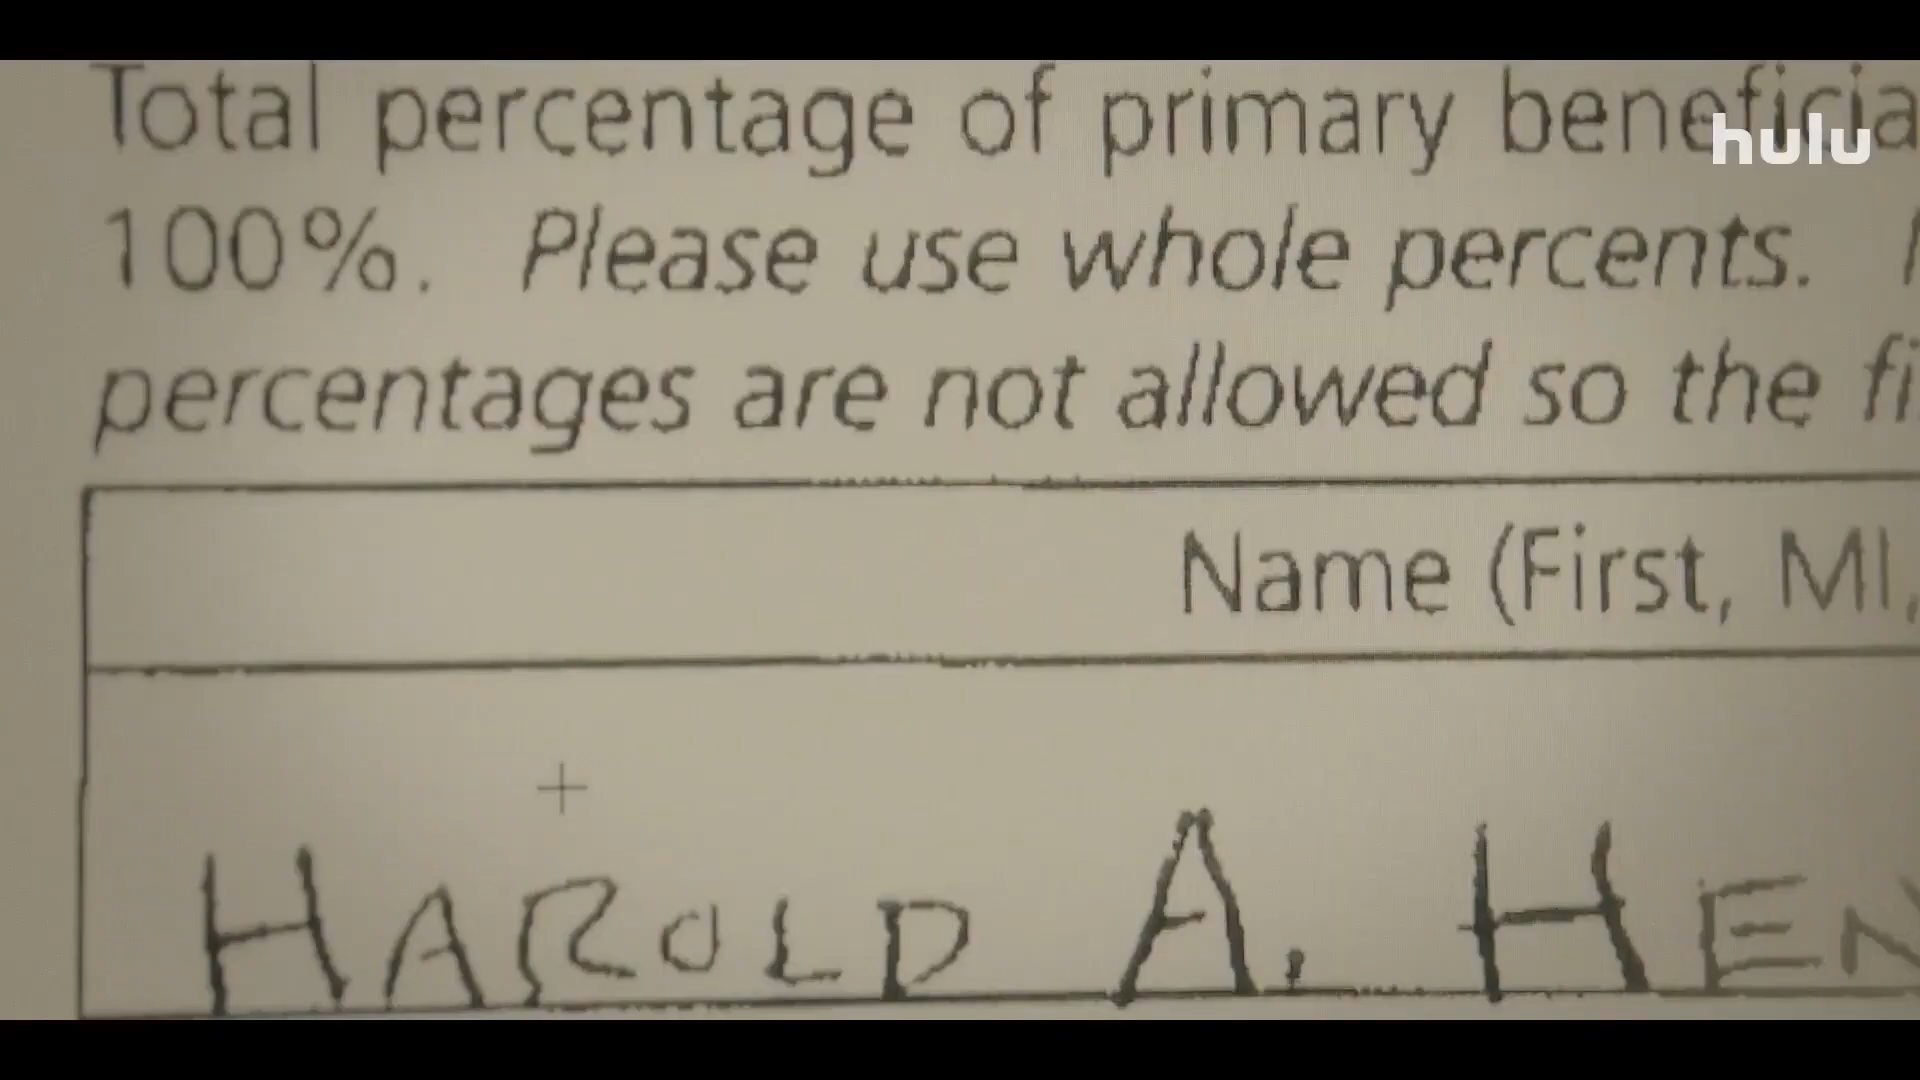 Total percentage of primary beneficia
hulu
100%. Please use whole percents.
percentages are not allowed so the fi
Name (First, MI,
HAROLD A. HEN